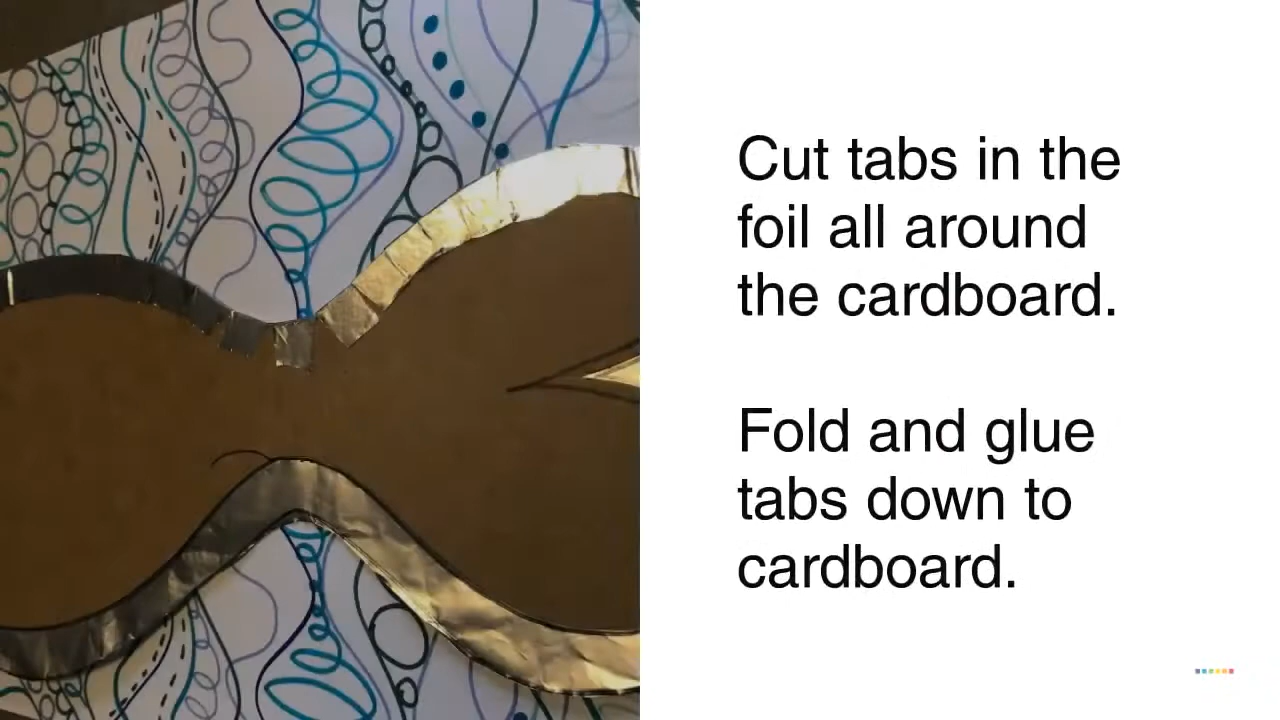 Cut tabs in the
foil all around
the cardboard.
Fold and glue
tabs down to
cardboard.